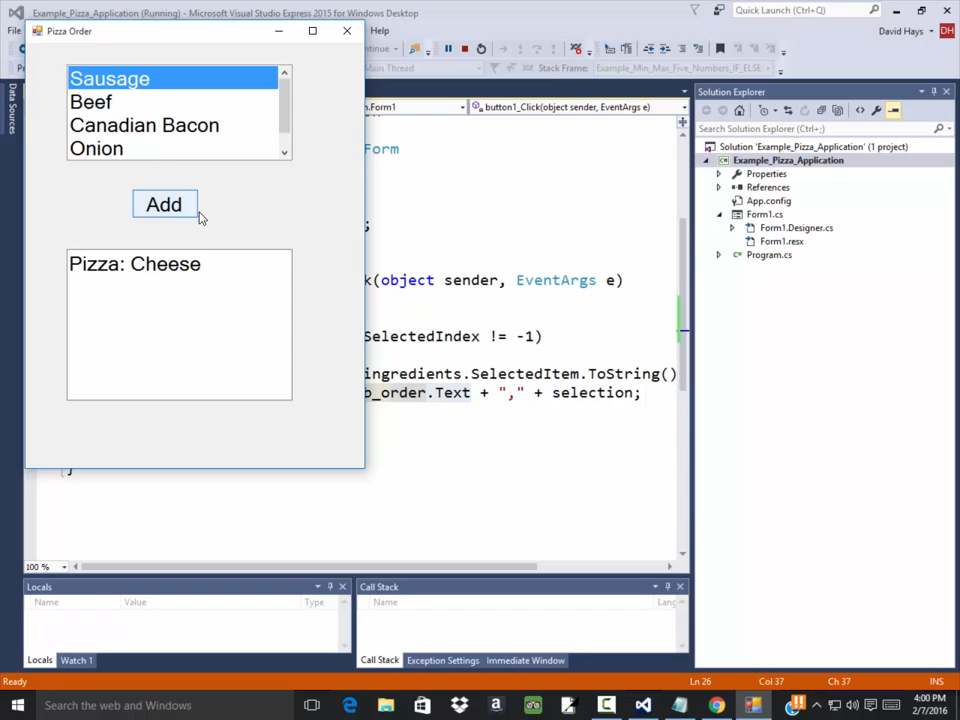 Example_Pizza_Application (Running) - Microsoft Visual Studio Express 2015 for Windows Desktop
Quick Launch (Ctrl+Q)
Pizza Order
File
Help
David Hays
DH
Main Thread
Stack Frame:
Example_Min_Max_Five_Numbers_IF_ELSE
Data Sources
Sausage
Beef
Canadian Bacon
Onion
Add
Pizza: Cheese
.Form1
button1_Click(object sender, EventArgs e)
Form
;
k(object sender, EventArgs e)
SelectedIndex != -1)
ingredients.SelectedItem.ToString()
b_order.Text + "," + selection;
}
100 %
Solution Explorer
Search Solution Explorer (Ctrl+;)
Solution 'Example_Pizza_Application' (1 project)
Example_Pizza_Application
Properties
References
App.config
Form1.cs
Form1.Designer.cs
Form1.resx
Program.cs
Locals
Name
Value
Type
Locals
Watch 1
Call Stack
Name
Lang
Call Stack
Exception Settings
Immediate Window
Ready
Ln 26
Col 37
Ch 37
INS
Search the web and Windows
4:00 PM
2/7/2016